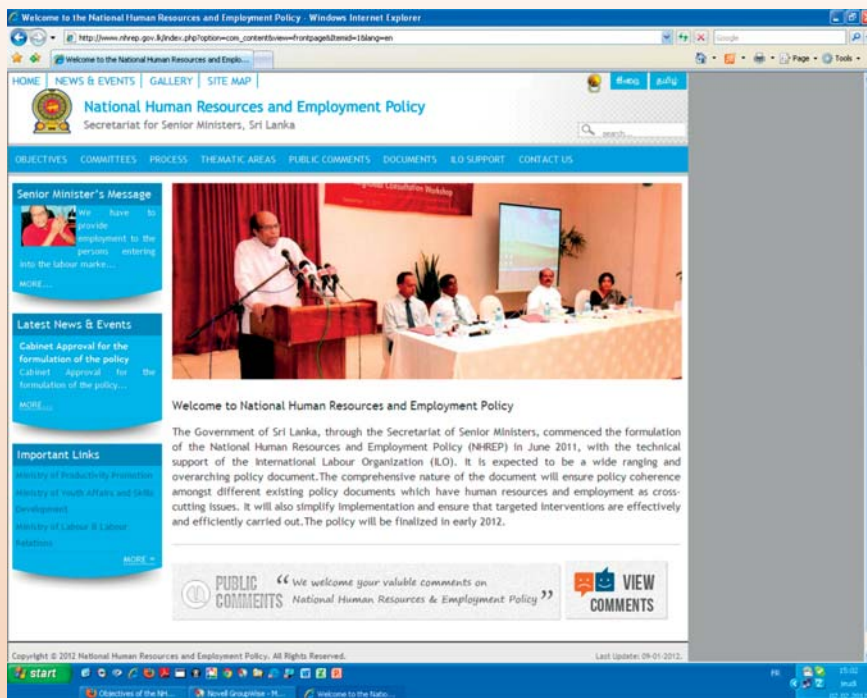 Welcome to the National Human Resources and Employment Policy - Windows Internet Explorer
http://www.nhrep.gov.lk/index.php?option=com_content&view=frontpage&Itemid=1&lang=en
Google
Welcome to the National Human Resources and Emplo...
Page
Tools
HOME NEWS & EVENTS GALLERY SITE MAP
සිංහල தமிழ்
National Human Resources and Employment Policy
Secretariat for Senior Ministers, Sri Lanka
search...
OBJECTIVES COMMITTEES PROCESS THEMATIC AREAS PUBLIC COMMENTS DOCUMENTS ILO SUPPORT CONTACT US
Senior Minister's Message
We have to
provide
employment to the
persons entering
into the labour marke...
MORE...
Consultation Workshop
Latest News & Events
Cabinet Approval for the
formulation of the policy
Cabinet Approval for the
formulation of the policy...
MORE...
Important Links
Ministry of Productivity Promotion
Ministry of Youth Affairs and Skills
Development
Ministry of Labour & Labour
Relations
MORE
Welcome to National Human Resources and Employment Policy
The Government of Sri Lanka, through the Secretariat of Senior Ministers, commenced the formulation
of the National Human Resources and Employment Policy (NHREP) in June 2011, with the technical
support of the International Labour Organization (ILO). It is expected to be a wide ranging and
overarching policy document.The comprehensive nature of the document will ensure policy coherence
amongst different existing policy documents which have human resources and employment as cross-
cutting issues. It will also simplify implementation and ensure that targeted interventions are effectively
and efficiently carried out.The policy will be finalized in early 2012.
PUBLIC
COMMENTS
“ We welcome your valuble comments on
National Human Resources & Employment Policy ”
VIEW
COMMENTS
Copyright © 2012 National Human Resources and Employment Policy. All Rights Reserved.
Last Update: 09-01-2012.
start
FR
15:02
jeudi
Objectives of the NH...
Novell GroupWise - M...
Welcome to the Natio...